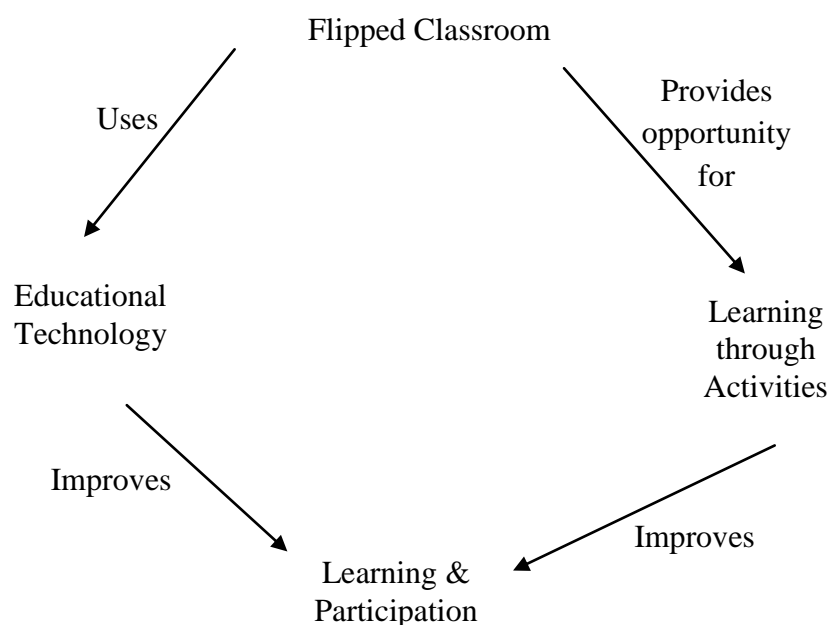 Flipped Classroom
Uses
Provides
opportunity
for
Educational
Technology
Learning
through
Activities
Improves
Improves
Learning &
Participation